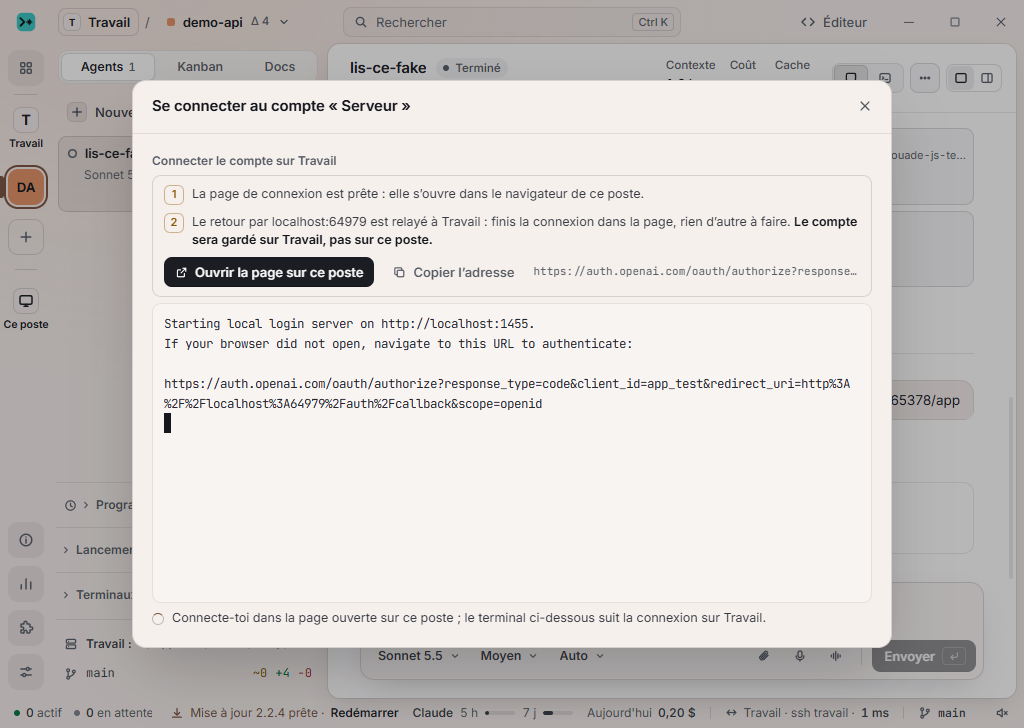 T Travail / demo-api Δ 4
Rechercher Ctrl K
Éditeur
Agents 1 Kanban Docs
lis-ce-fake Terminé
Contexte Coût Cache
T
Travail
DA
Ce poste
Sonnet 5
Se connecter au compte « Serveur »
Connecter le compte sur Travail
1 La page de connexion est prête : elle s’ouvre dans le navigateur de ce poste.
2 Le retour par localhost:64979 est relayé à Travail : finis la connexion dans la page, rien d’autre à faire. Le compte
sera gardé sur Travail, pas sur ce poste.
Ouvrir la page sur ce poste Copier l’adresse https://auth.openai.com/oauth/authorize?response…
Starting local login server on http://localhost:1455.
If your browser did not open, navigate to this URL to authenticate:
https://auth.openai.com/oauth/authorize?response_type=code&client_id=app_test&redirect_uri=http%3A
%2F%2Flocalhost%3A64979%2Fauth%2Fcallback&scope=openid
Connecte-toi dans la page ouverte sur ce poste ; le terminal ci-dessous suit la connexion sur Travail.
ouade-js-te…
65378/app
Travail :
main ~0 +4 -0
Sonnet 5.5 Moyen Auto
Envoyer
0 actif 0 en attente Mise à jour 2.2.4 prête · Redémarrer Claude 5 h 7 j Aujourd'hui 0,20 $ Travail · ssh travail · 1 ms main